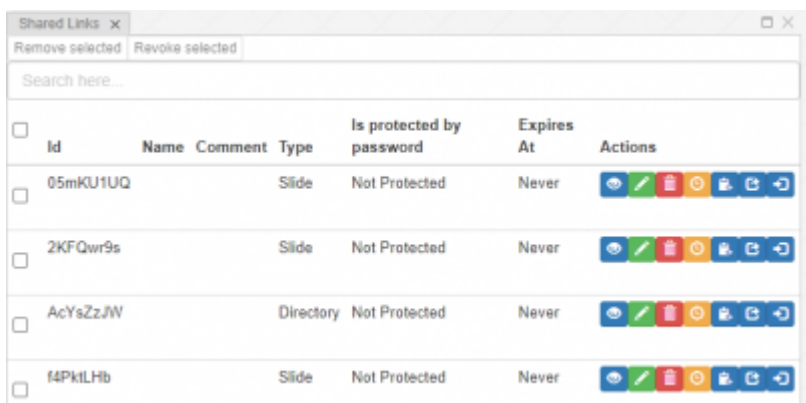 Shared Links
Remove selected Revoke selected
Search here...
Id Name Comment Type Is protected by password Expires At Actions
05mKU1UQ Slide Not Protected Never
2KFQwr9s Slide Not Protected Never
AcYsZzJW Directory Not Protected Never
f4PktLHb Slide Not Protected Never